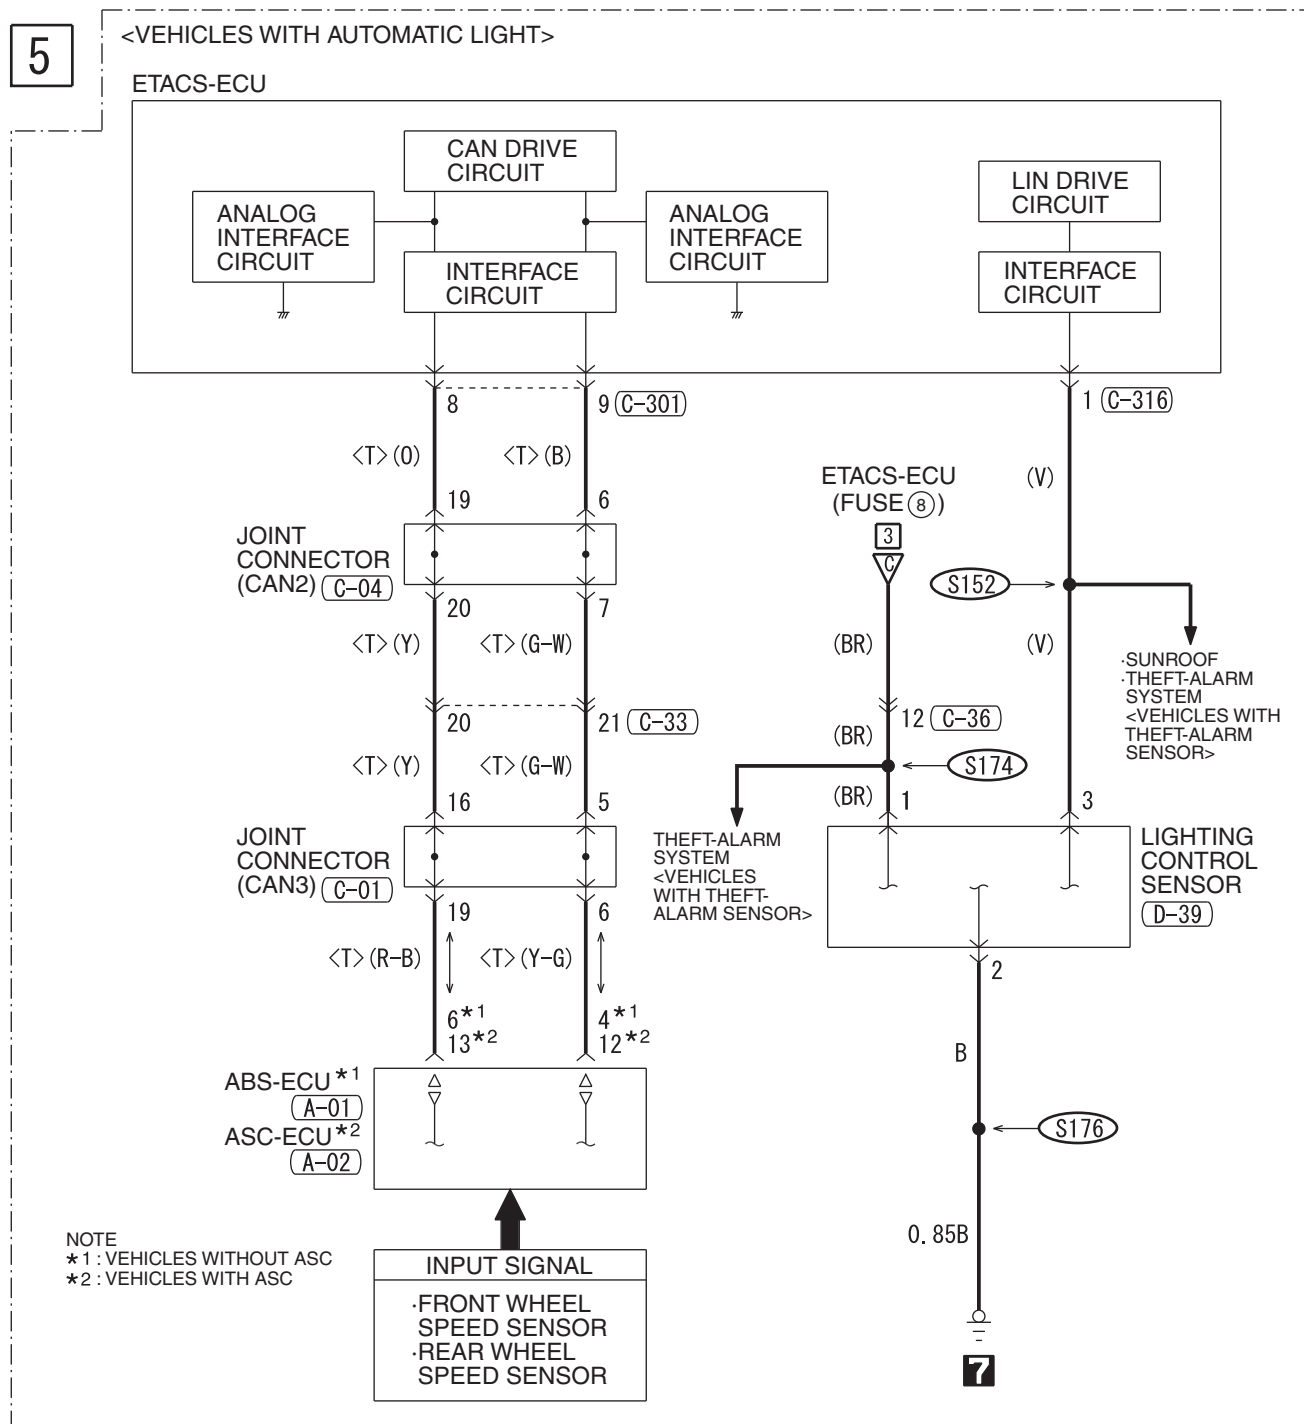 5
<VEHICLES WITH AUTOMATIC LIGHT>
ETACS-ECU
CAN DRIVE
CIRCUIT
LIN DRIVE
CIRCUIT
ANALOG
INTERFACE
CIRCUIT
ANALOG
INTERFACE
CIRCUIT
INTERFACE
CIRCUIT
INTERFACE
CIRCUIT
8
9 C-301
1 C-316
<T>(O)
<T>(B)
(V)
ETACS-ECU
(FUSE 8)
3
C
19
6
JOINT
CONNECTOR
(CAN2) C-04
S152
20
7
<T>(Y)
<T>(G-W)
(BR)
(V)
·SUNROOF
·THEFT-ALARM
SYSTEM
<VEHICLES WITH
THEFT-ALARM
SENSOR>
20
21 C-33
12 C-36
(BR)
<T>(Y)
<T>(G-W)
S174
(BR)
16
5
1
3
JOINT
CONNECTOR
(CAN3) C-01
THEFT-ALARM
SYSTEM
<VEHICLES
WITH THEFT-
ALARM SENSOR>
LIGHTING
CONTROL
SENSOR
D-39
19
6
<T>(R-B)
<T>(Y-G)
2
6*1
13*2
4*1
12*2
B
ABS-ECU*1
A-01
ASC-ECU*2
A-02
S176
0.85B
NOTE
*1 : VEHICLES WITHOUT ASC
*2 : VEHICLES WITH ASC
INPUT SIGNAL
·FRONT WHEEL
SPEED SENSOR
·REAR WHEEL
SPEED SENSOR
7